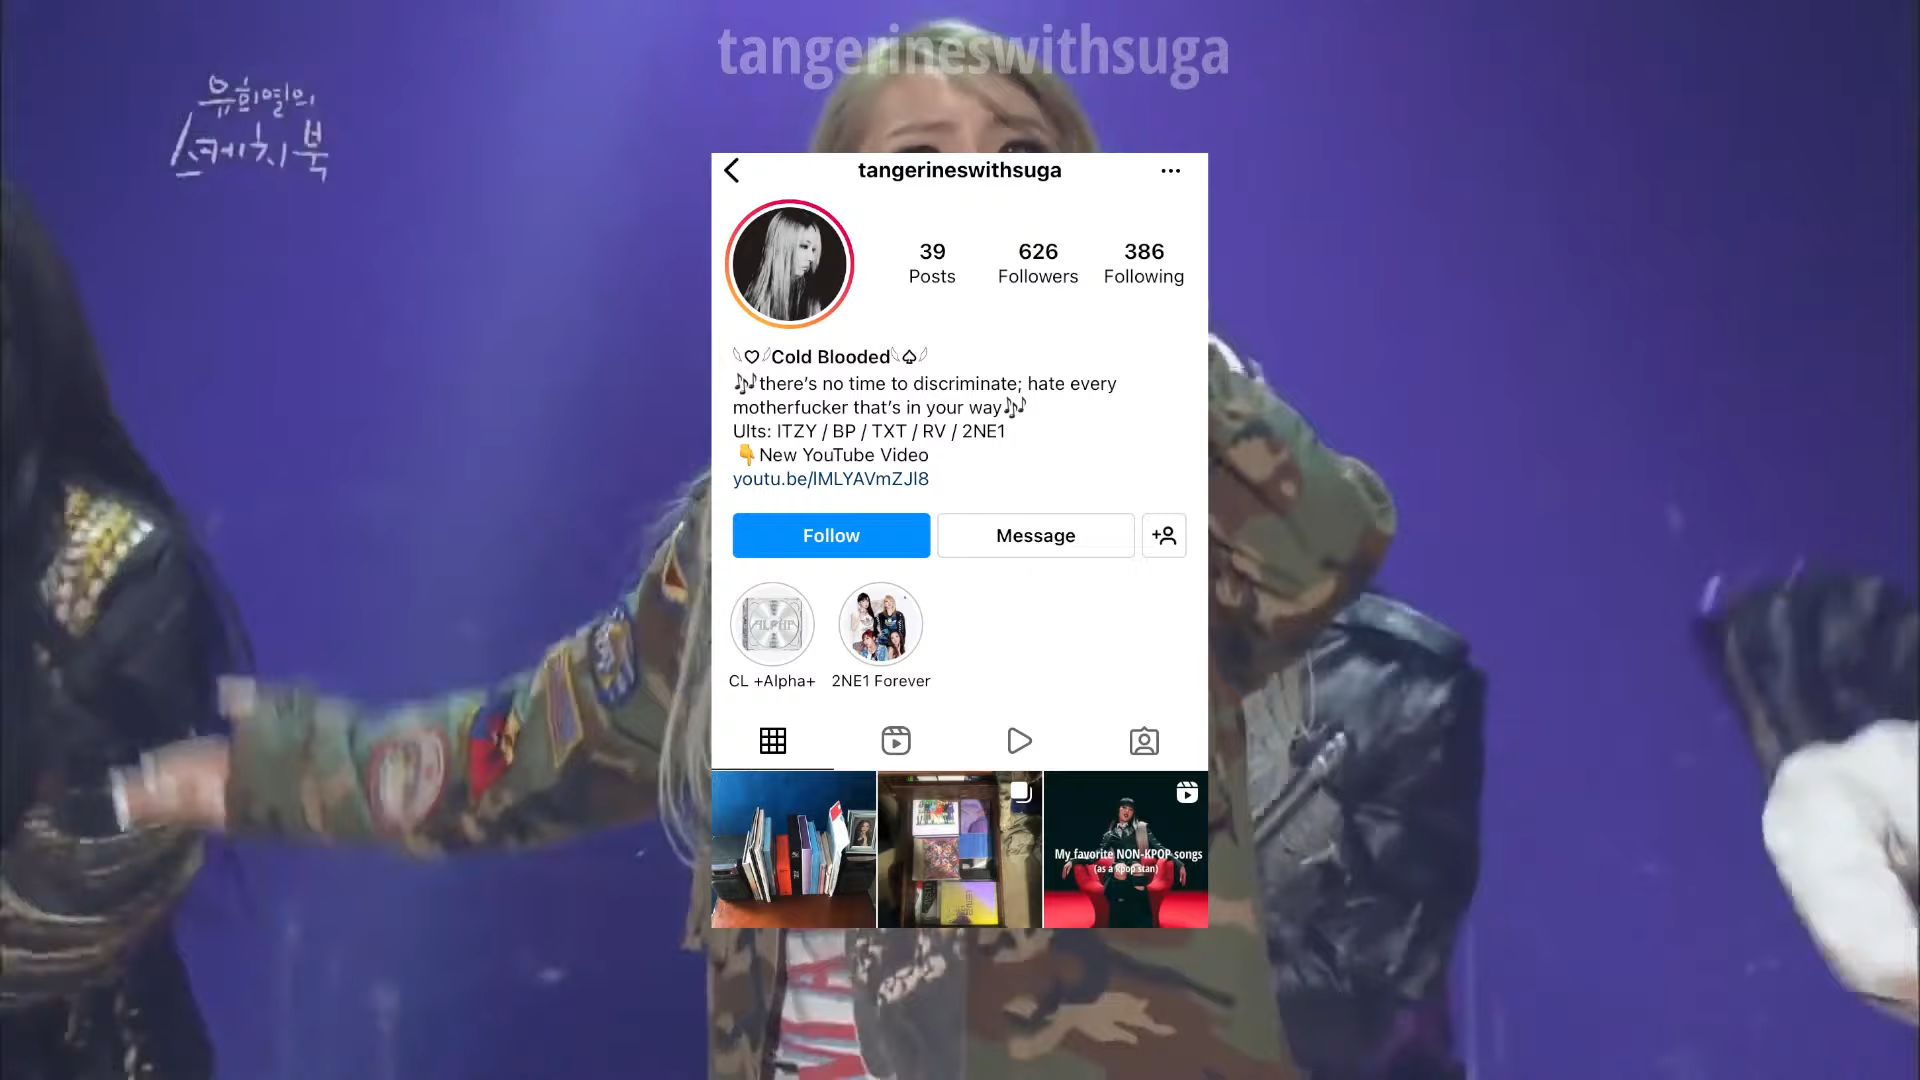 tangerineswithsuga
유희열의
스케치북
tangerineswithsuga
39
Posts
626
Followers
386
Following
Cold Blooded
🎶there’s no time to discriminate; hate every
motherfucker that’s in your way🎶
Ults: ITZY / BP / TXT / RV / 2NE1
👇New YouTube Video
youtu.be/lMLYAVmZJl8
Follow
Message
ALPHA
CL +Alpha+
2NE1 Forever
My favorite NON-KPOP songs
(as a kpop stan)